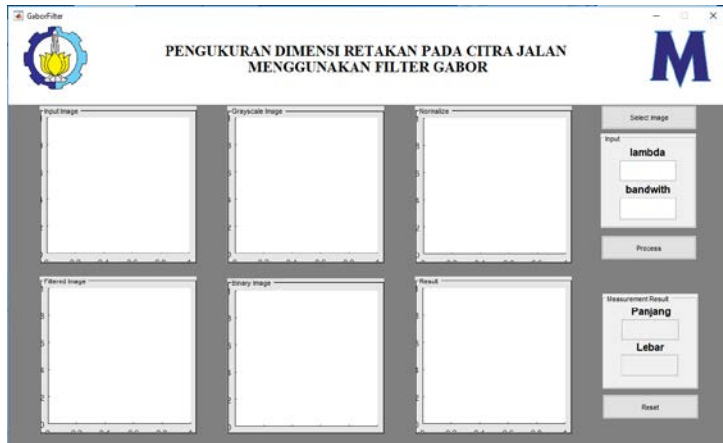 GaborFilter
PENGUKURAN DIMENSI RETAKAN PADA CITRA JALAN
MENGGUNAKAN FILTER GABOR
M
Input Image
Grayscale Image
Normalize
Select Image
Input
lambda
bandwith
Process
Filtered Image
Binary Image
Result
Measurement Result
Panjang
Lebar
Reset